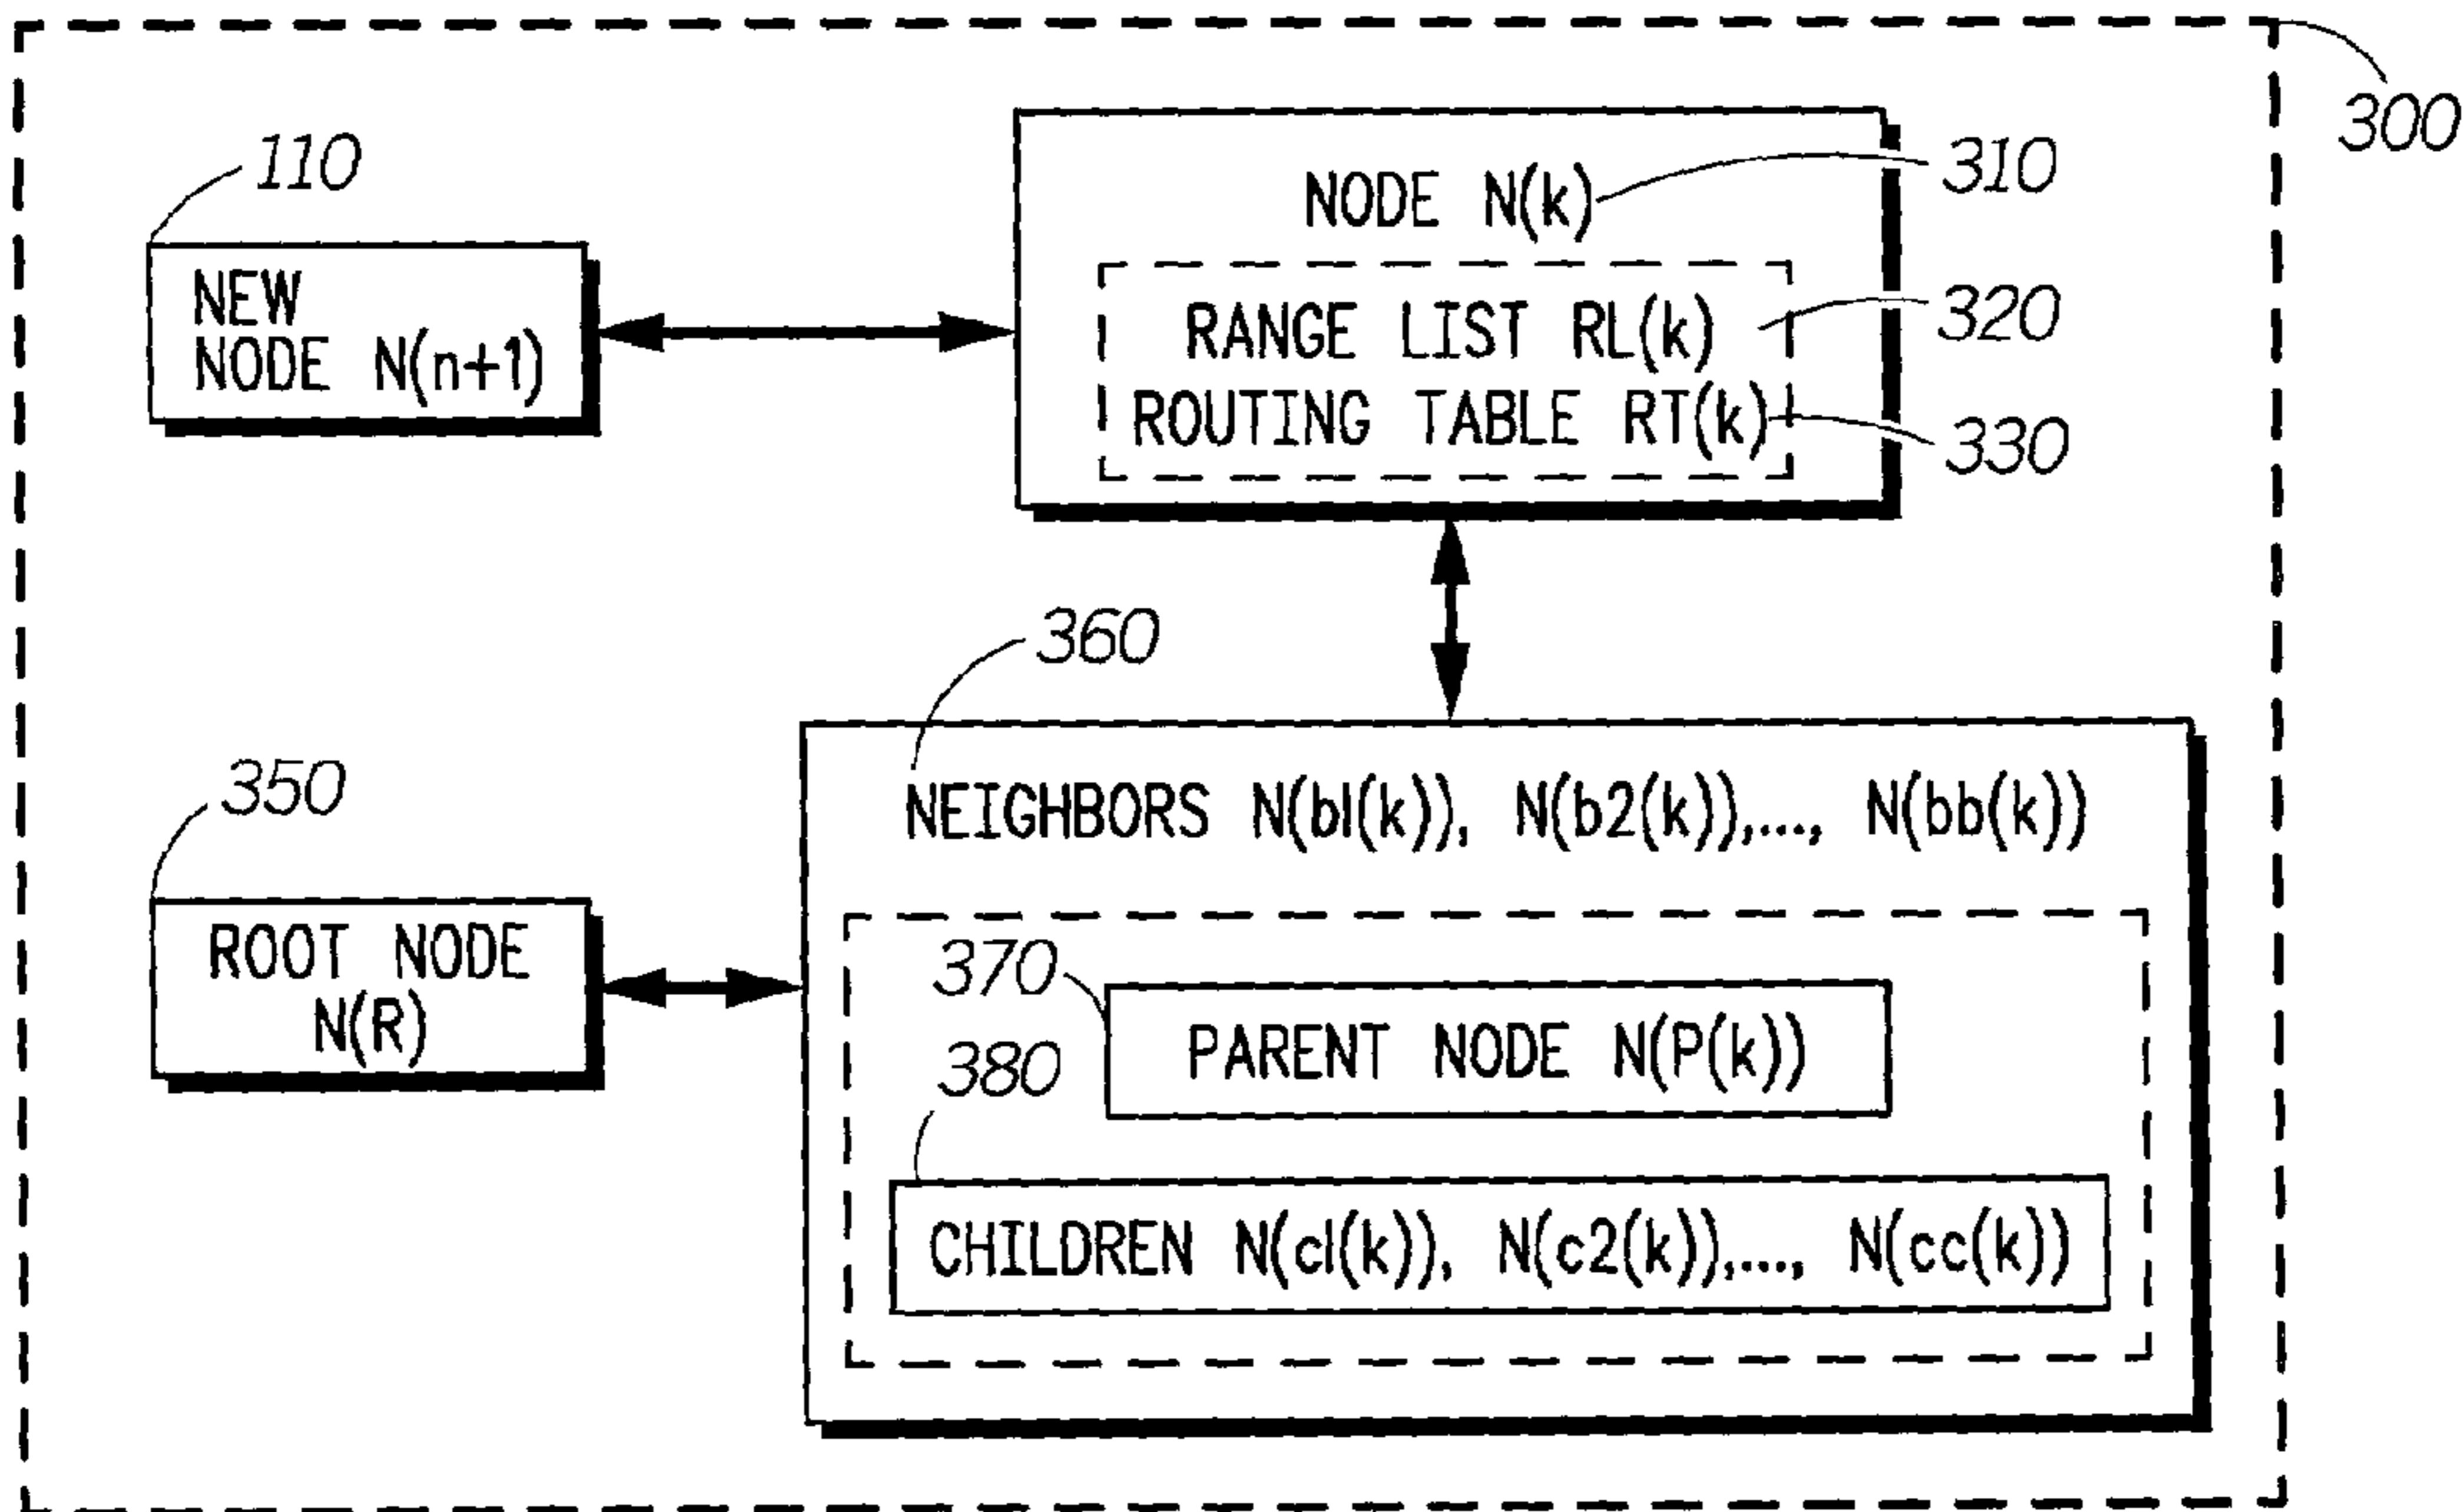 300
110
NEW
NODE N(n+1)
NODE N(k)
310
RANGE LIST RL(k)
320
ROUTING TABLE RT(k)
330
360
NEIGHBORS N(bl(k)), N(b2(k)),..., N(bb(k))
350
ROOT NODE
N(R)
370
PARENT NODE N(P(k))
380
CHILDREN N(cl(k)), N(c2(k)),..., N(cc(k))